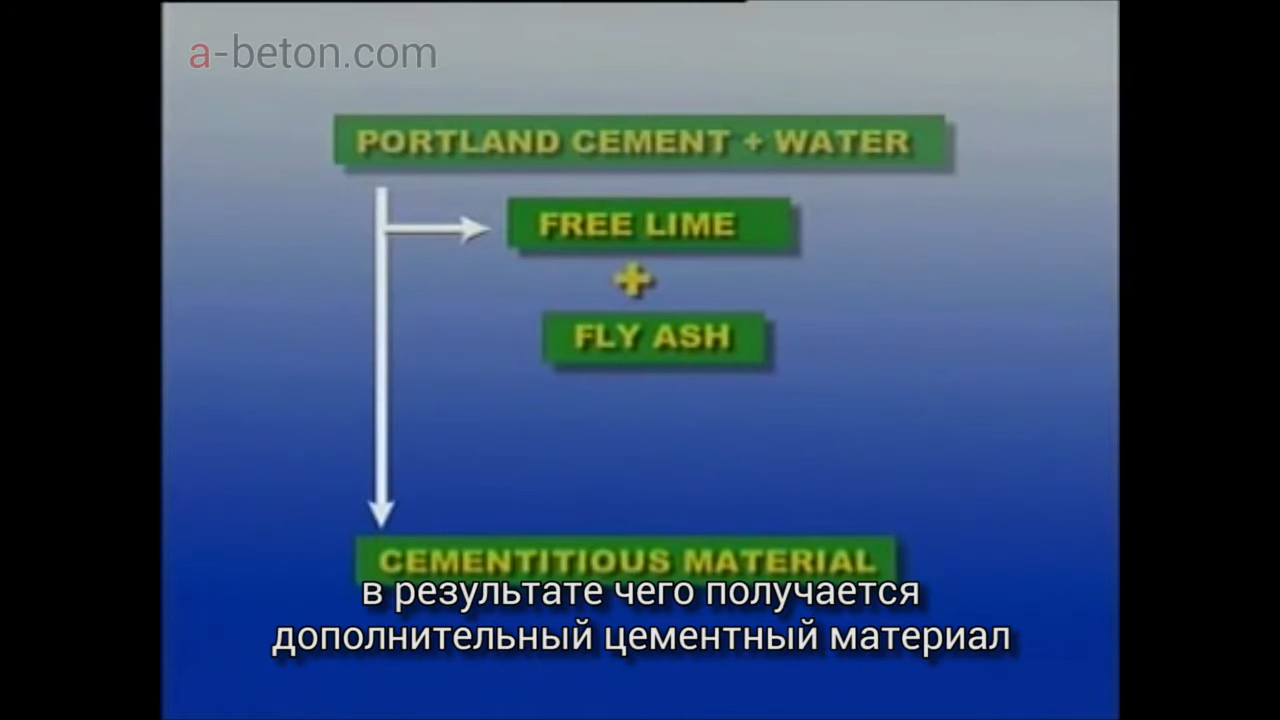 a-beton.com
PORTLAND CEMENT + WATER
FREE LIME
+
FLY ASH
CEMENTITIOUS MATERIAL
в результате чего получается
дополнительный цементный материал